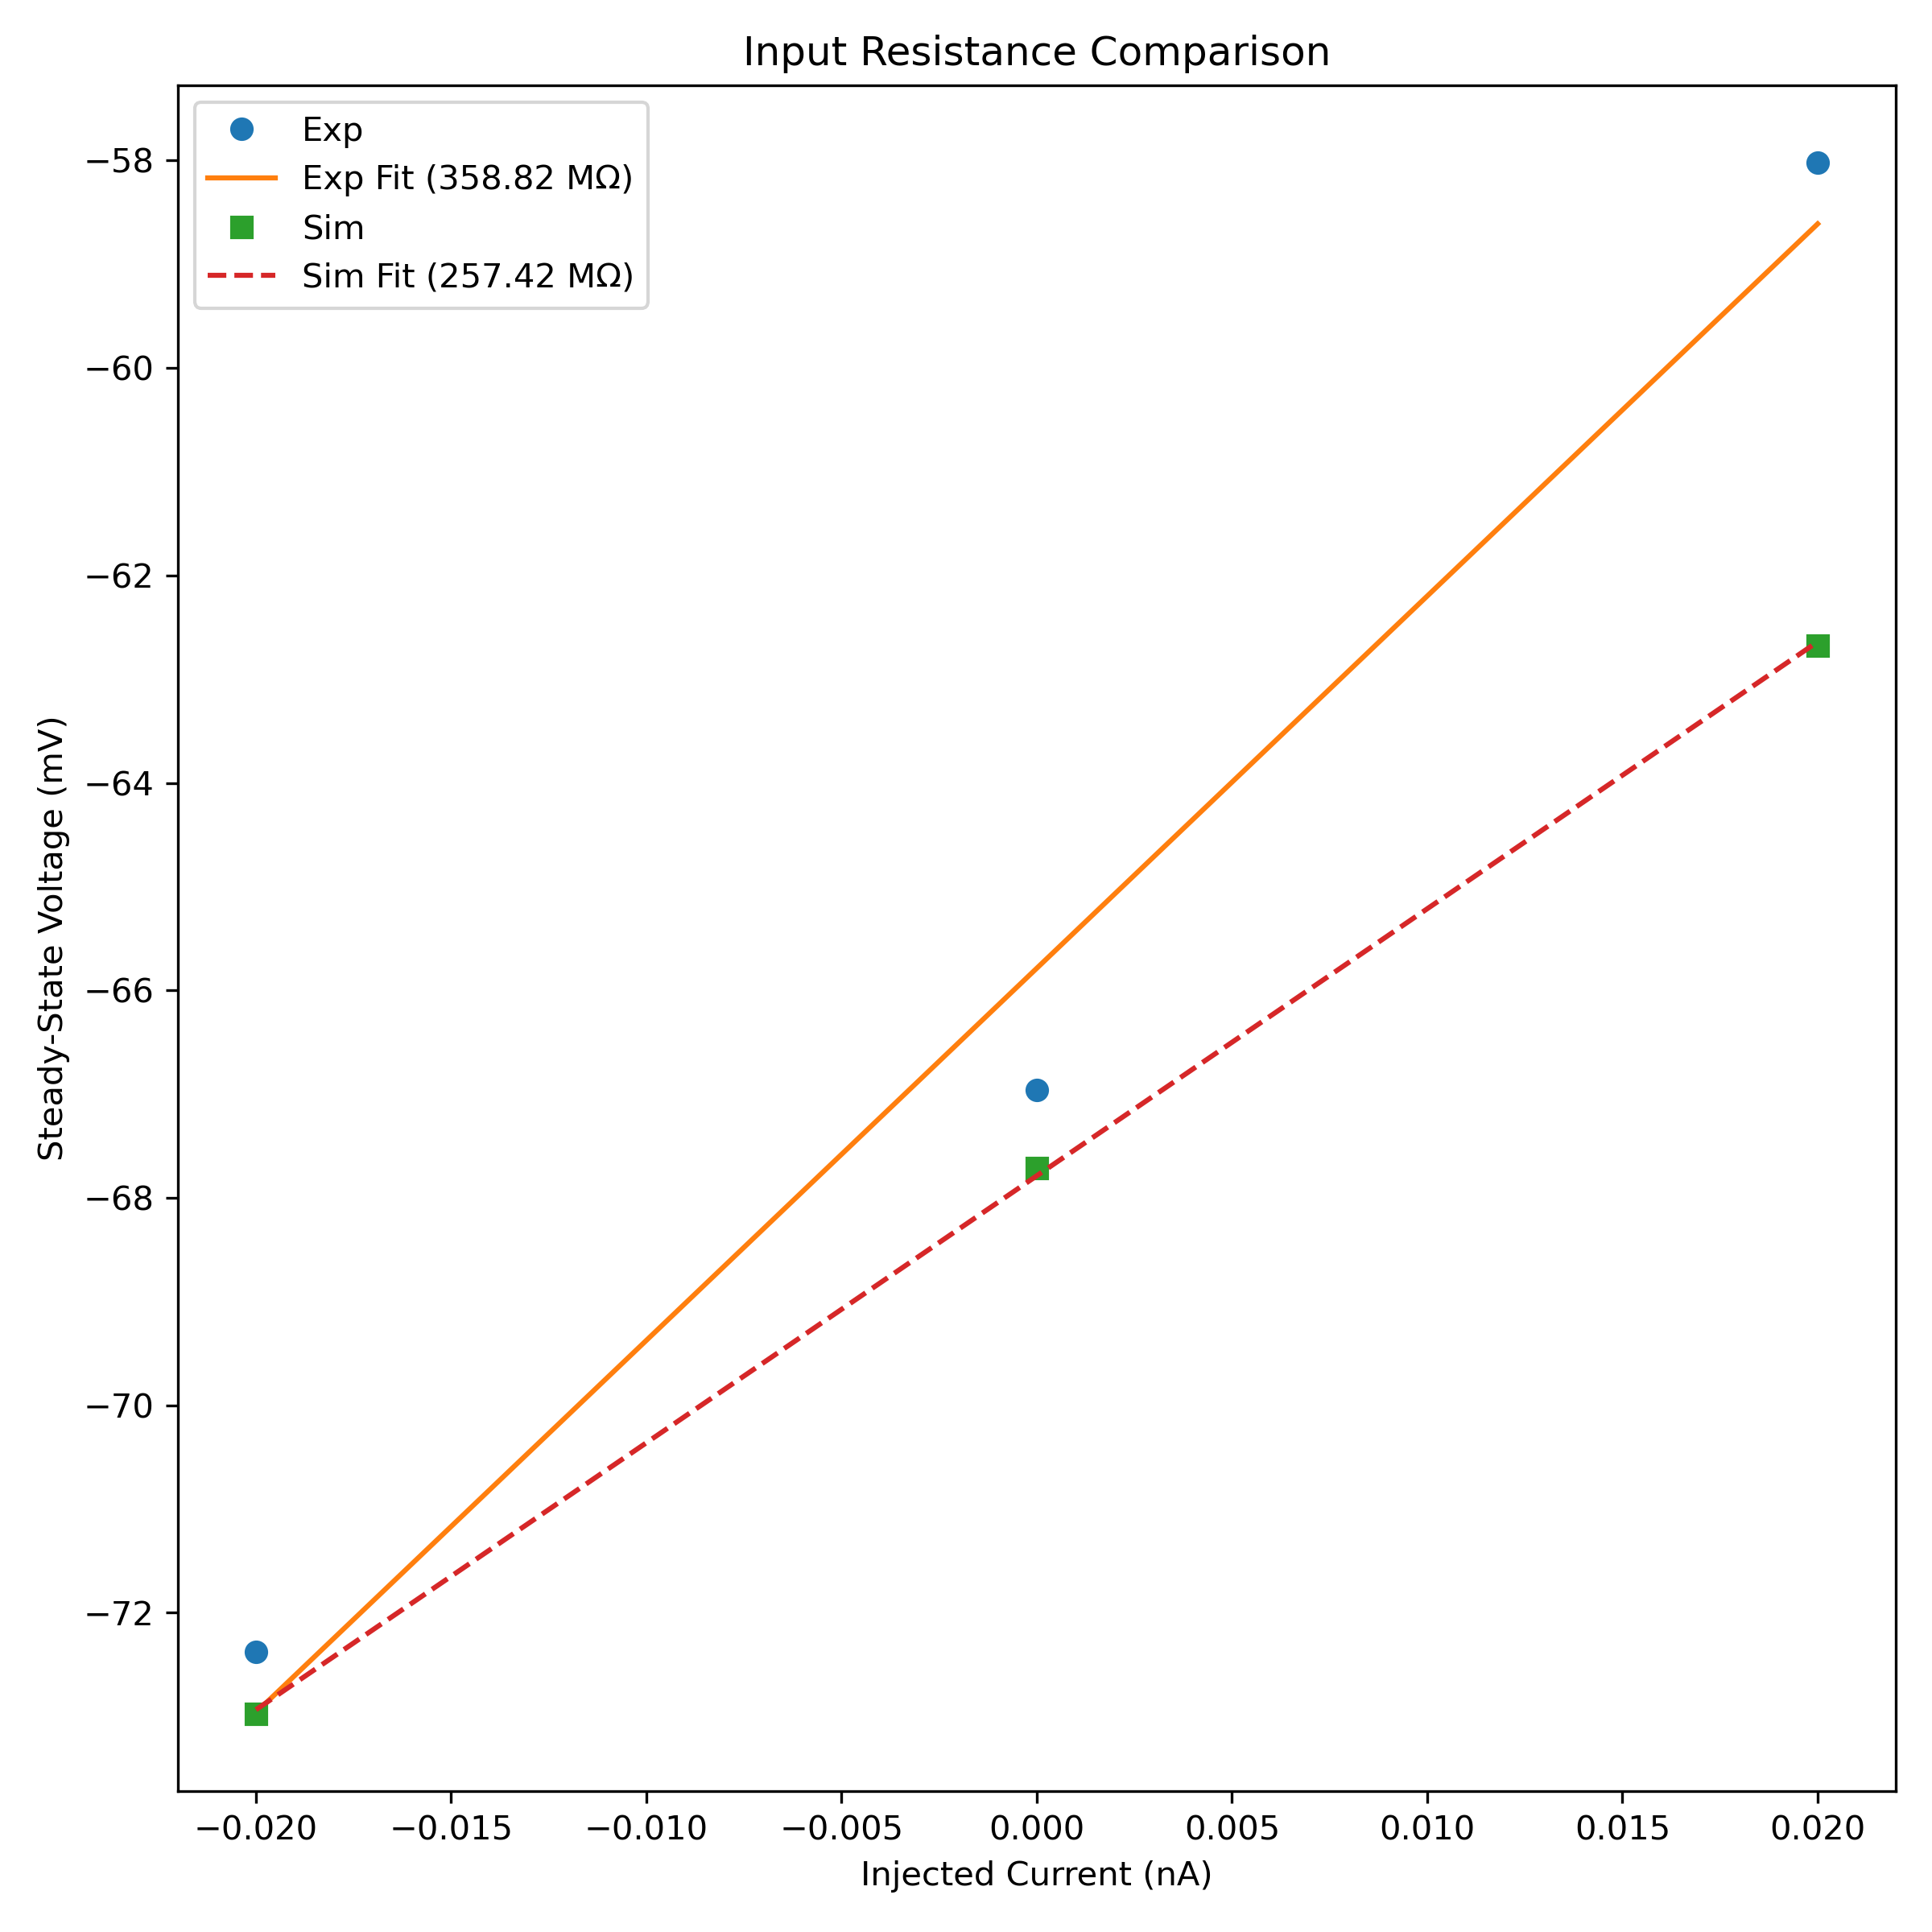 Input Resistance Comparison
Exp
Exp Fit (358.82 MΩ)
Sim
Sim Fit (257.42 MΩ)
−58
−60
−62
−64
−66
−68
−70
−72
Steady-State Voltage (mV)
−0.020 −0.015 −0.010 −0.005 0.000 0.005 0.010 0.015 0.020
Injected Current (nA)